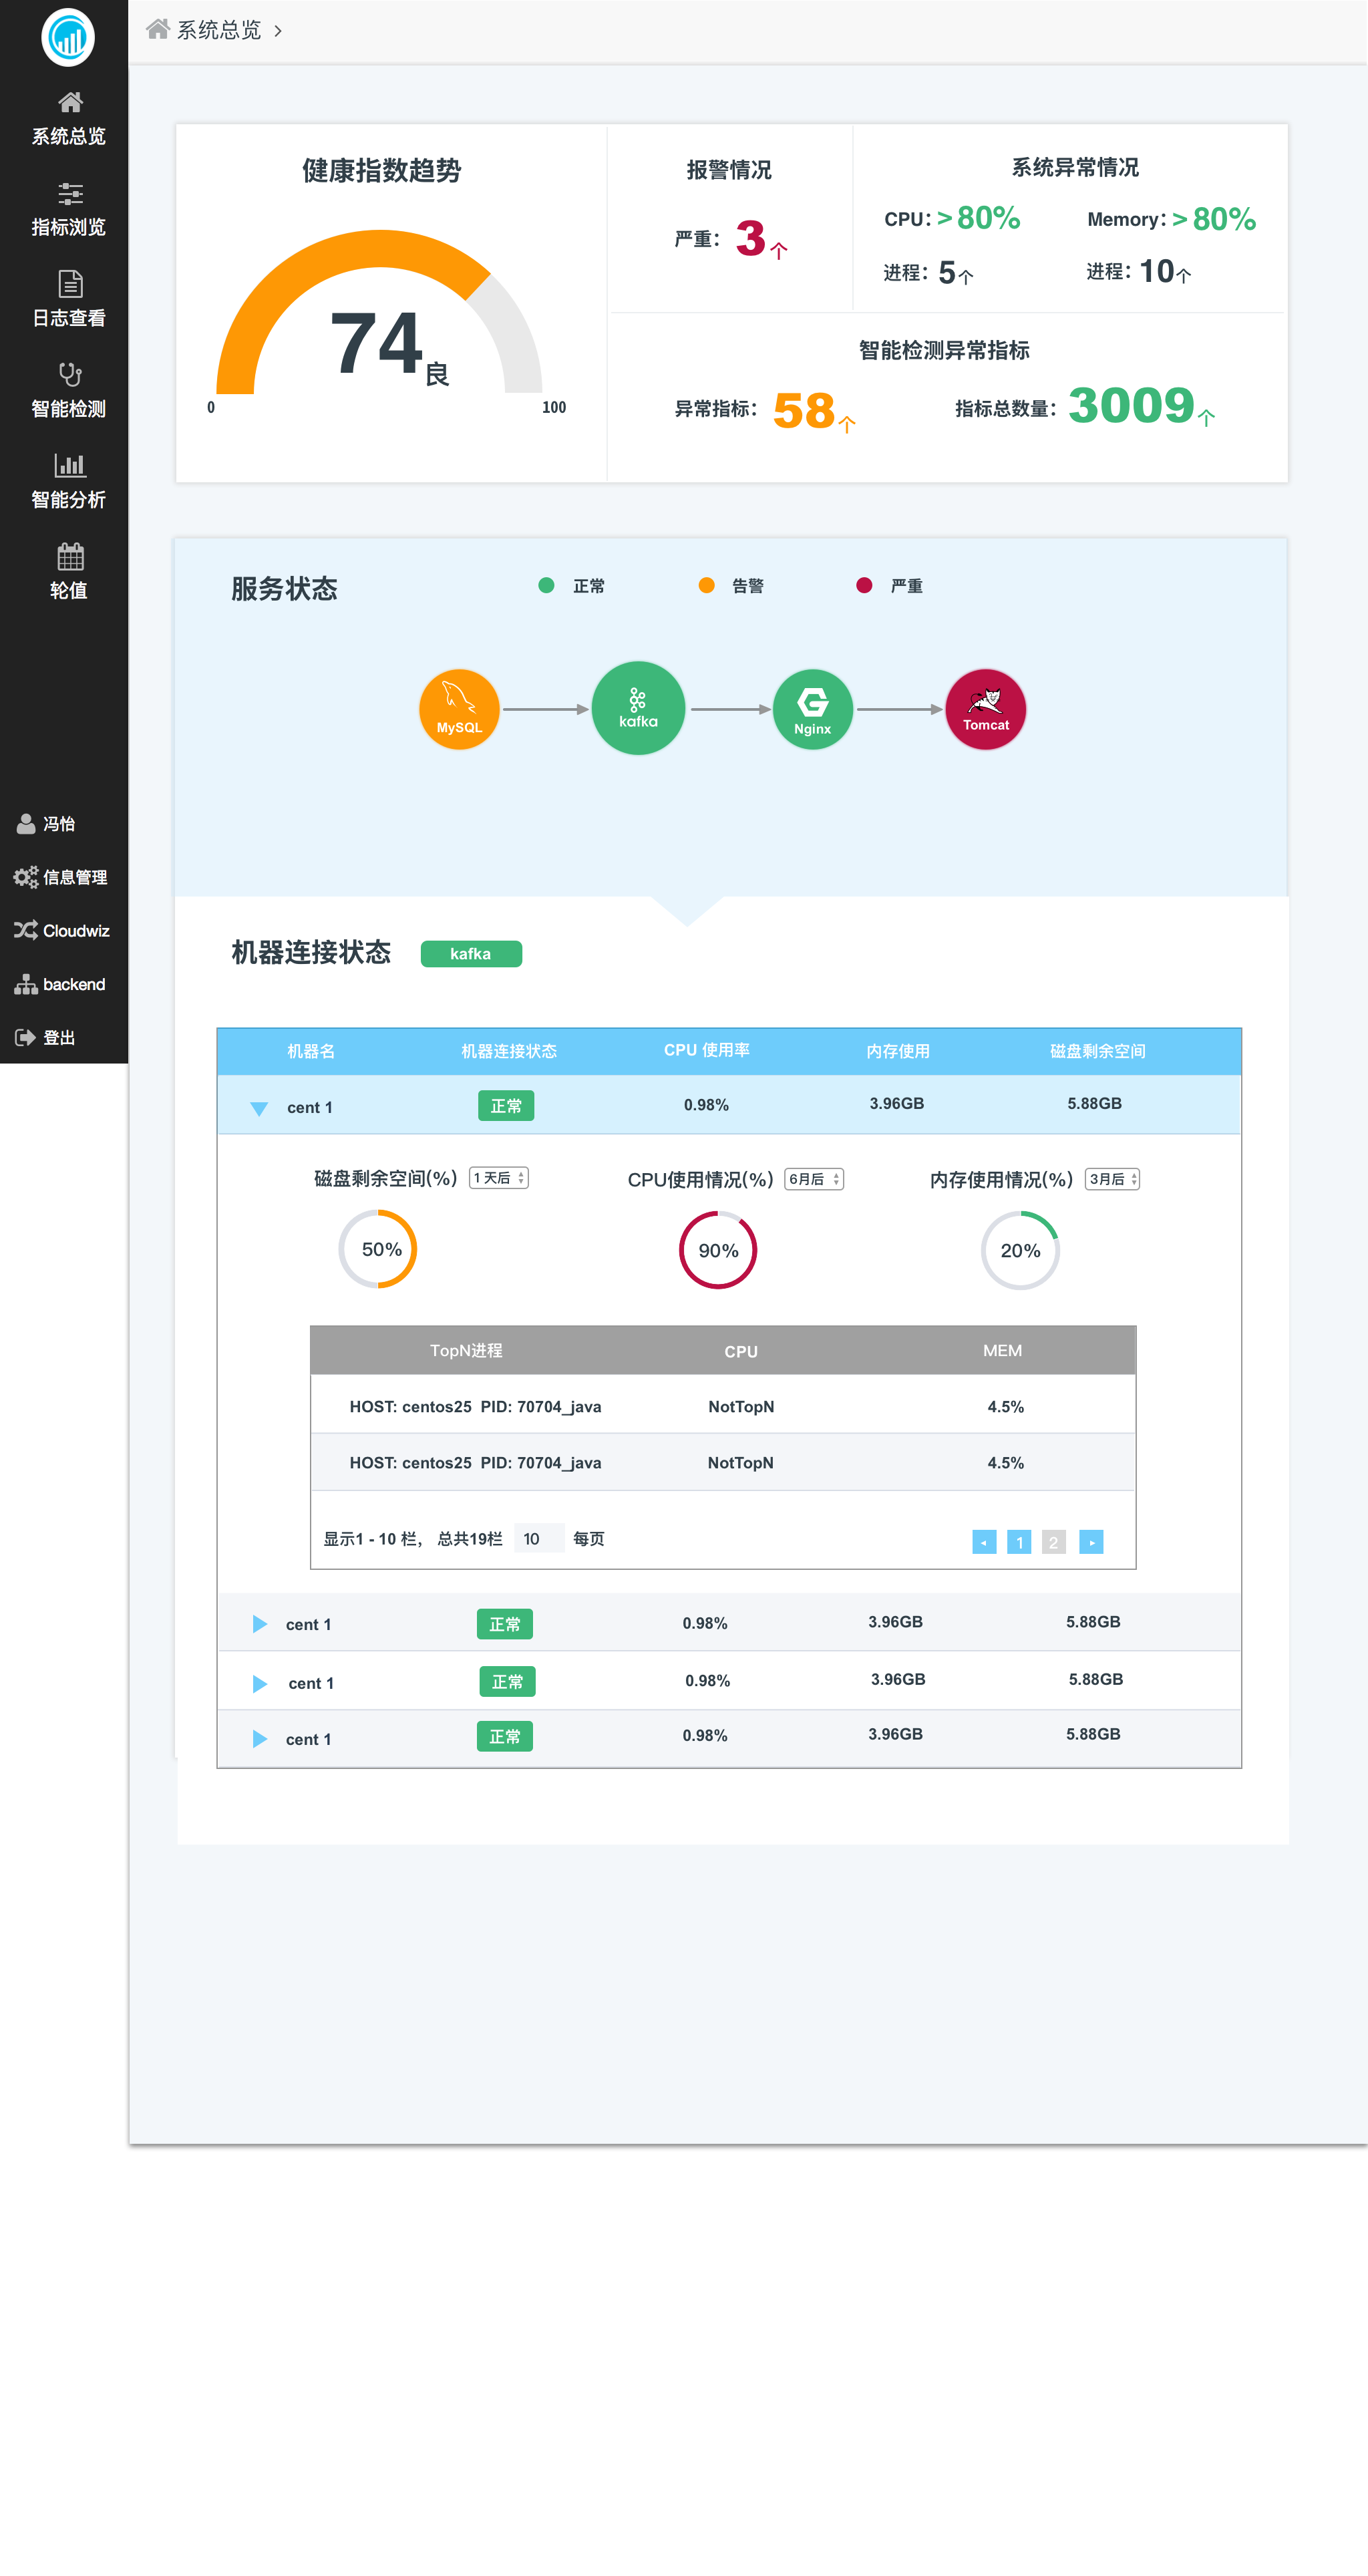 系统总览 >
系统总览
指标浏览
日志查看
智能检测
智能分析
轮值
冯怡
信息管理
Cloudwiz
backend
登出
健康指数趋势
74良
0 100
报警情况
严重： 3个
系统异常情况
CPU：>80% Memory：>80%
进程：5个 进程：10个
智能检测异常指标
异常指标： 58个 指标总数量： 3009个
服务状态 正常 告警 严重
MySQL kafka Nginx Tomcat
机器连接状态 kafka
机器名 机器连接状态 CPU 使用率 内存使用 磁盘剩余空间
cent 1 正常 0.98% 3.96GB 5.88GB
磁盘剩余空间(%) 1 天后 CPU使用情况(%) 6月后 内存使用情况(%) 3月后
50% 90% 20%
TopN进程 CPU MEM
HOST: centos25 PID: 70704_java NotTopN 4.5%
HOST: centos25 PID: 70704_java NotTopN 4.5%
显示1 - 10 栏， 总共19栏 10 每页 1 2
cent 1 正常 0.98% 3.96GB 5.88GB
cent 1 正常 0.98% 3.96GB 5.88GB
cent 1 正常 0.98% 3.96GB 5.88GB